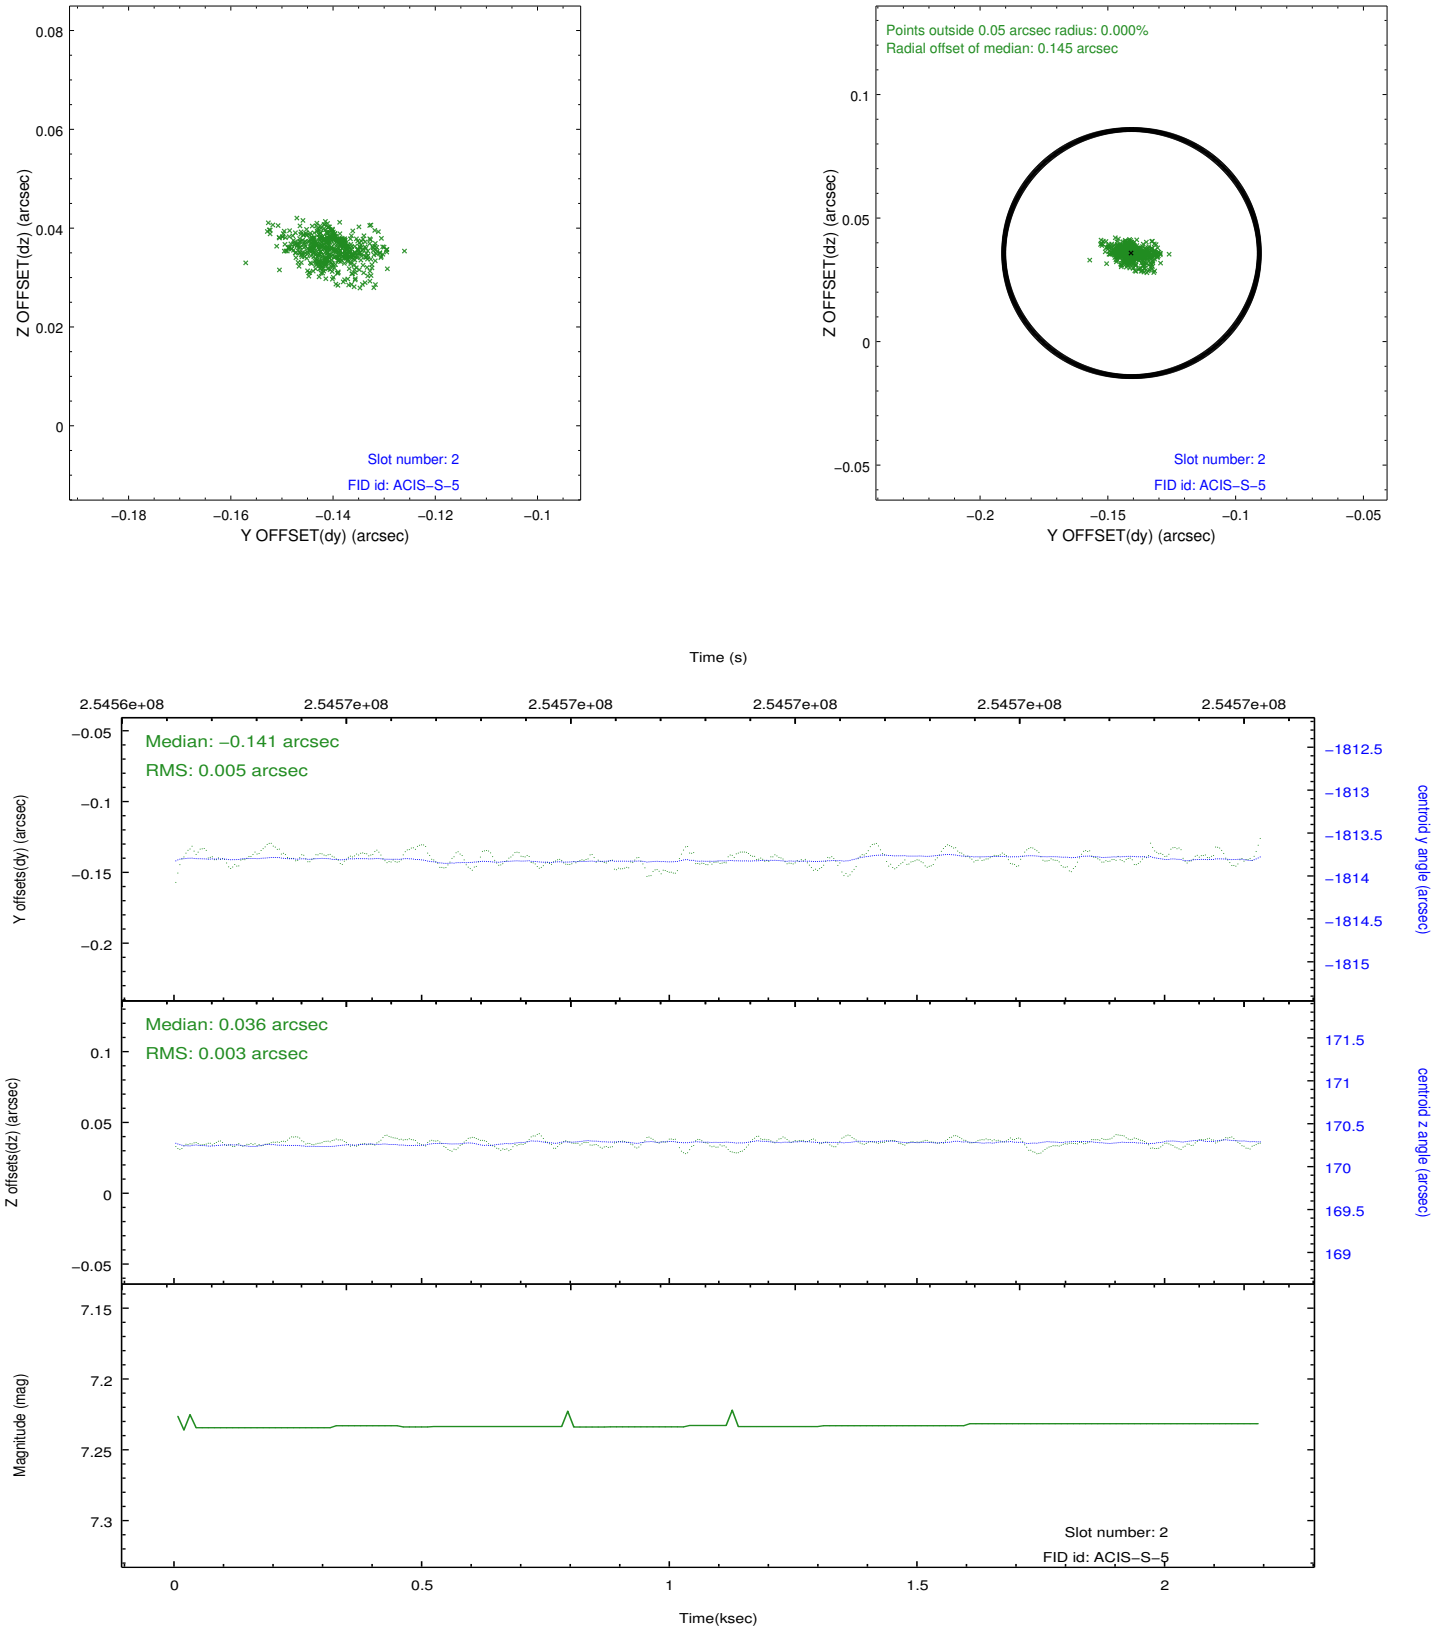 0.08
0.06
0.04
0.02
0
Z OFFSET(dz) (arcsec)
Slot number: 2
FID id: ACIS−S−5
−0.18
−0.16
−0.14
−0.12
−0.1
Y OFFSET(dy) (arcsec)
Points outside 0.05 arcsec radius: 0.000%
Radial offset of median: 0.145 arcsec
0.1
0.05
0
−0.05
Z OFFSET(dz) (arcsec)
Slot number: 2
FID id: ACIS−S−5
−0.2
−0.15
−0.1
−0.05
Y OFFSET(dy) (arcsec)
Time (s)
2.5456e+08
2.5457e+08
2.5457e+08
2.5457e+08
2.5457e+08
2.5457e+08
Median: −0.141 arcsec
RMS: 0.005 arcsec
−0.05
−0.1
−0.15
−0.2
Y offsets(dy) (arcsec)
−1812.5
−1813
−1813.5
−1814
−1814.5
−1815
centroid y angle (arcsec)
Median: 0.036 arcsec
RMS: 0.003 arcsec
0.1
0.05
0
−0.05
Z offsets(dz) (arcsec)
171.5
171
170.5
170
169.5
169
centroid z angle (arcsec)
7.15
7.2
7.25
7.3
Magnitude (mag)
Slot number: 2
FID id: ACIS−S−5
0
0.5
1
1.5
2
Time(ksec)